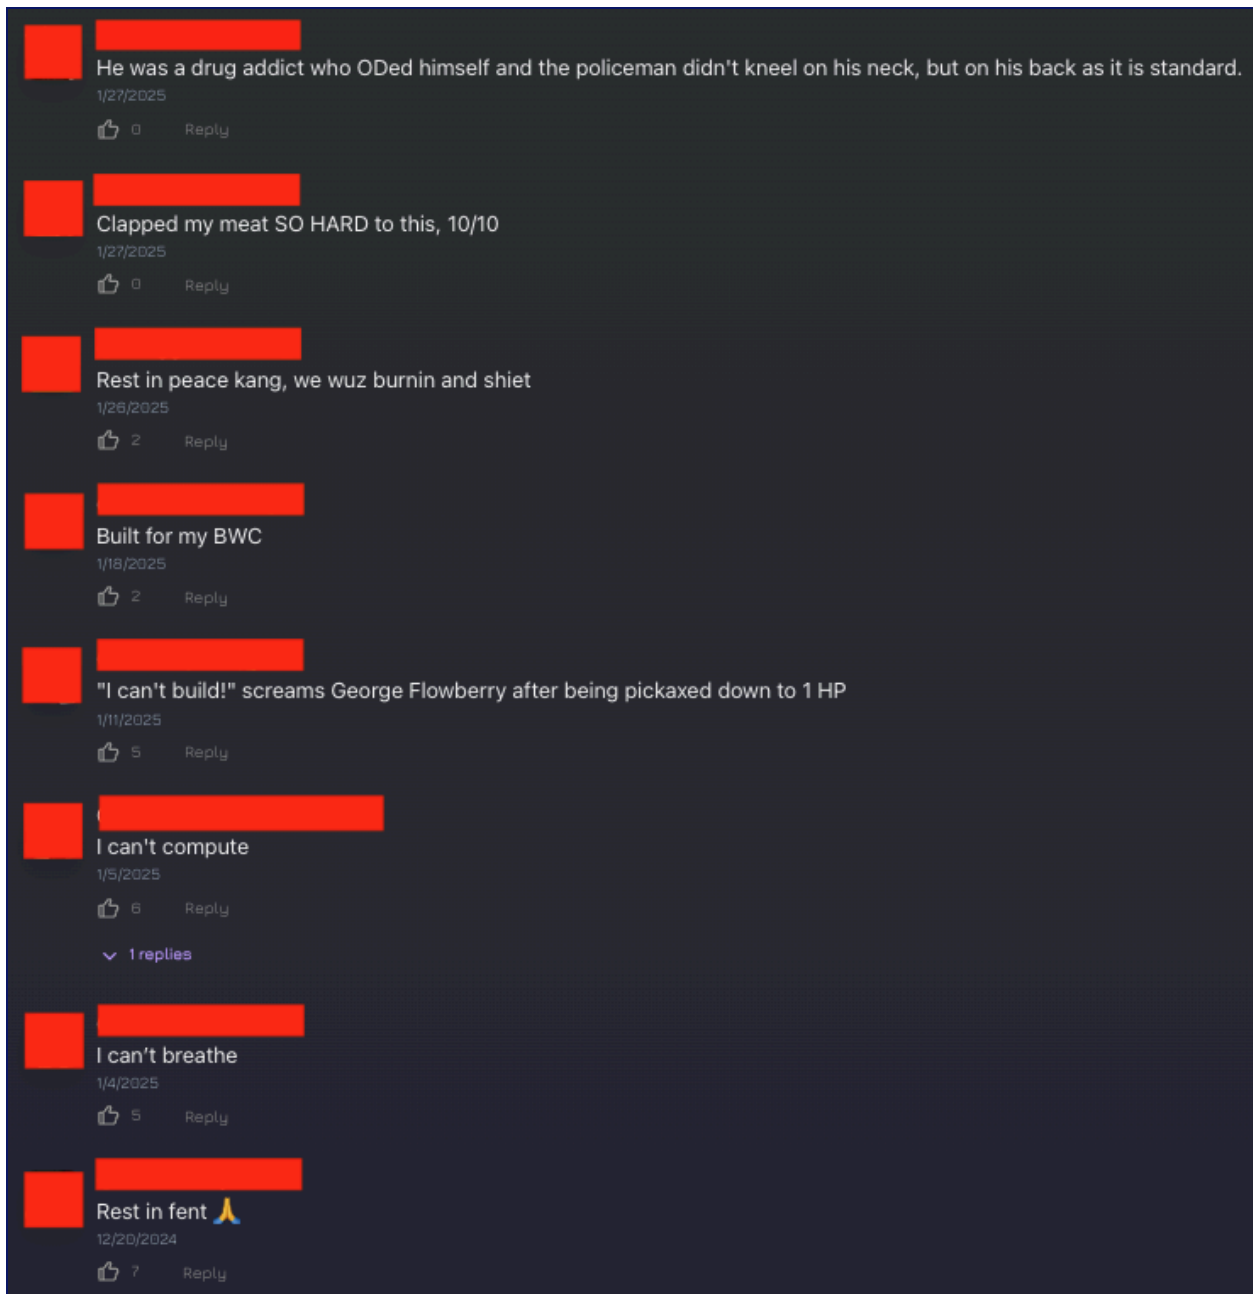 He was a drug addict who ODed himself and the policeman didn't kneel on his neck, but on his back as it is standard.
1/27/2025
0 Reply
Clapped my meat SO HARD to this, 10/10
1/27/2025
0 Reply
Rest in peace kang, we wuz burnin and shiet
1/26/2025
2 Reply
Built for my BWC
1/18/2025
2 Reply
"I can't build!" screams George Flowberry after being pickaxed down to 1 HP
1/11/2025
5 Reply
I can't compute
1/5/2025
6 Reply
1 replies
I can’t breathe
1/4/2025
5 Reply
Rest in fent 🙏
12/20/2024
7 Reply